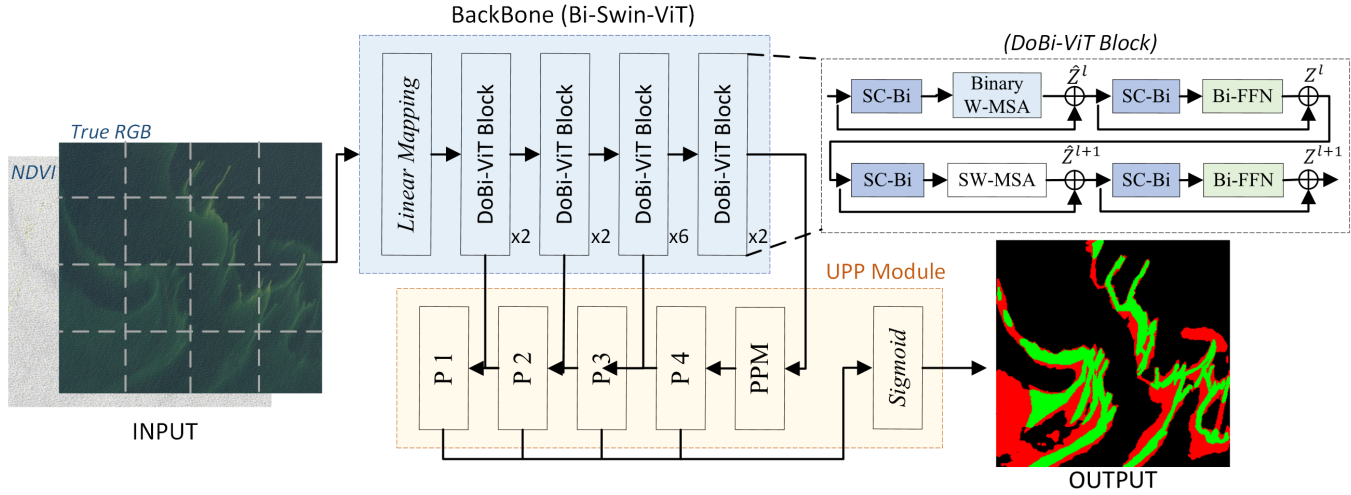 BackBone (Bi-Swin-ViT)
(DoBi-ViT Block)
True RGB
NDVI
INPUT
Linear Mapping
DoBi-ViT Block
x2
DoBi-ViT Block
x2
DoBi-ViT Block
x6
DoBi-ViT Block
x2
SC-Bi
Binary
W-MSA
Ẑ^l
SC-Bi
Bi-FFN
Z^l
SC-Bi
SW-MSA
Ẑ^{l+1}
SC-Bi
Bi-FFN
Z^{l+1}
UPP Module
P 1
P 2
P 3
P 4
PPM
Sigmoid
OUTPUT